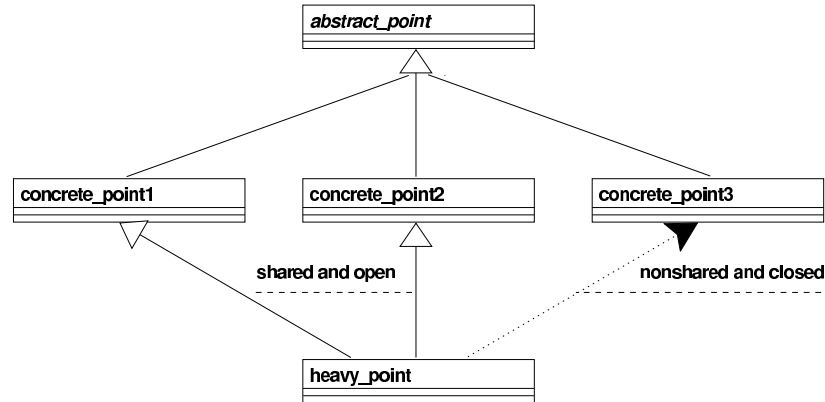 abstract_point
concrete_point1
concrete_point2
concrete_point3
shared and open
nonshared and closed
heavy_point